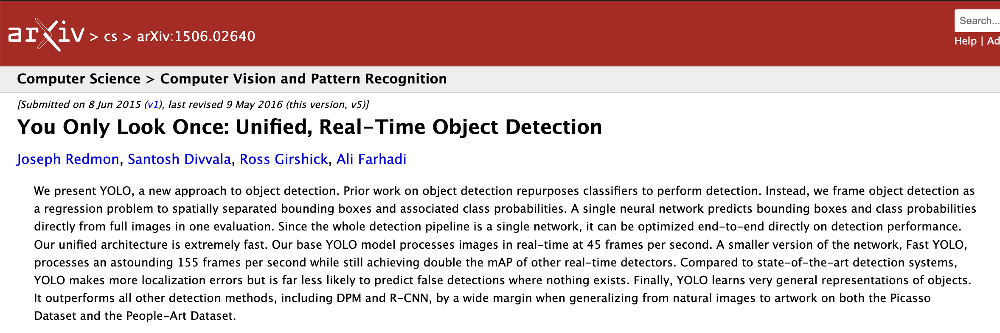 Search...
arXiv > cs > arXiv:1506.02640
Help | Ad
Computer Science > Computer Vision and Pattern Recognition
[Submitted on 8 Jun 2015 (v1), last revised 9 May 2016 (this version, v5)]
You Only Look Once: Unified, Real-Time Object Detection
Joseph Redmon, Santosh Divvala, Ross Girshick, Ali Farhadi
We present YOLO, a new approach to object detection. Prior work on object detection repurposes classifiers to perform detection. Instead, we frame object detection as
a regression problem to spatially separated bounding boxes and associated class probabilities. A single neural network predicts bounding boxes and class probabilities
directly from full images in one evaluation. Since the whole detection pipeline is a single network, it can be optimized end-to-end directly on detection performance.
Our unified architecture is extremely fast. Our base YOLO model processes images in real-time at 45 frames per second. A smaller version of the network, Fast YOLO,
processes an astounding 155 frames per second while still achieving double the mAP of other real-time detectors. Compared to state-of-the-art detection systems,
YOLO makes more localization errors but is far less likely to predict false detections where nothing exists. Finally, YOLO learns very general representations of objects.
It outperforms all other detection methods, including DPM and R-CNN, by a wide margin when generalizing from natural images to artwork on both the Picasso
Dataset and the People-Art Dataset.